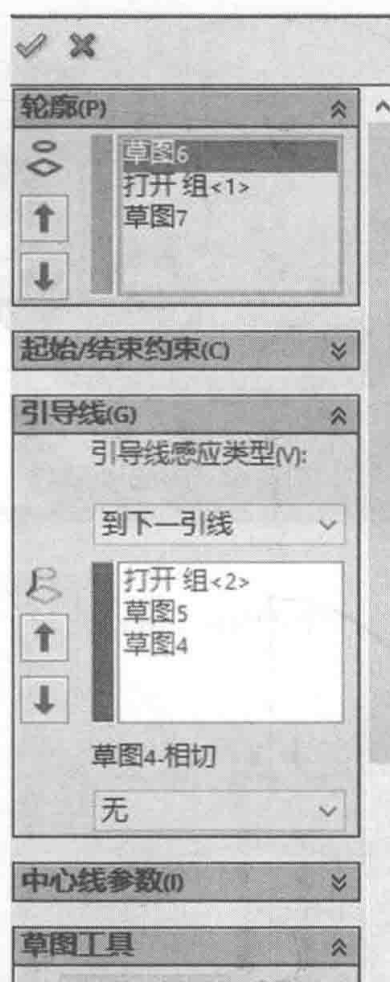 轮廓(P)
草图6
打开 组<1>
草图7
起始/结束约束(C)
引导线(G)
引导线感应类型(V):
到下一引线
打开 组<2>
草图5
草图4
草图4-相切
无
中心线参数(I)
草图工具